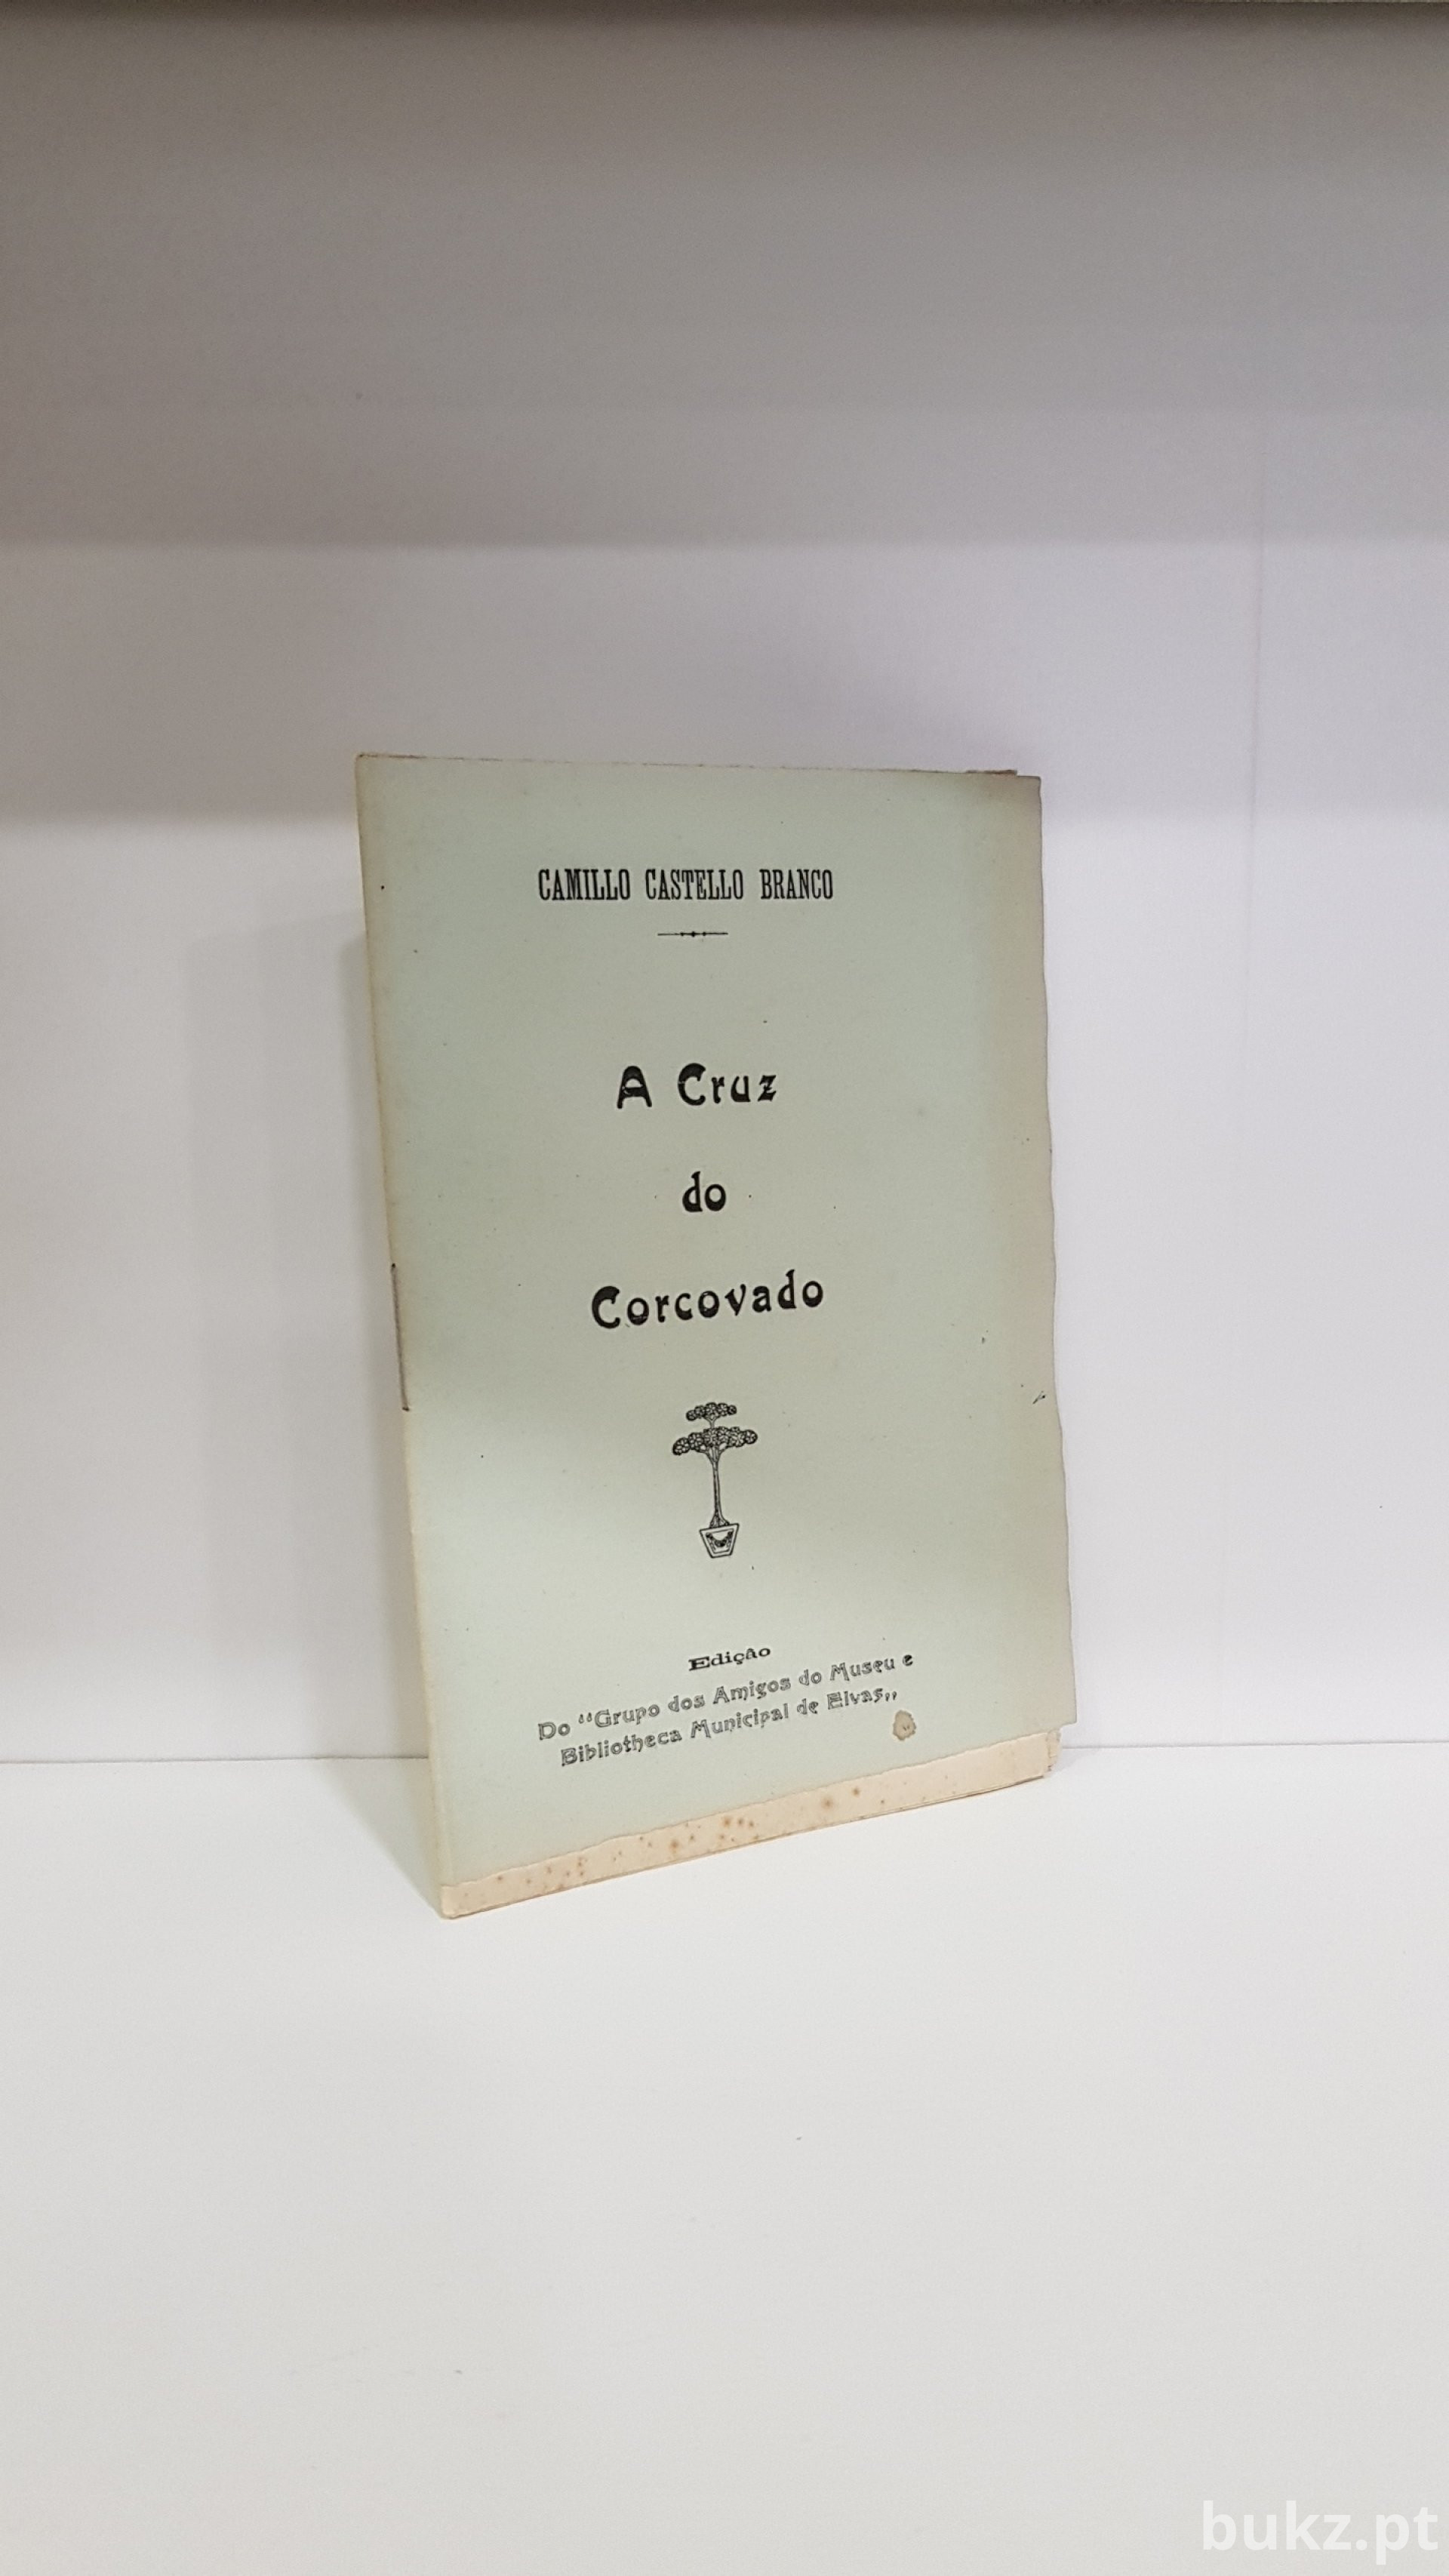 CAMILLO CASTELLO BRANCO
A Cruz
do
Corcovado
Edição
Do “Grupo dos Amigos do Museu e
Bibliotheca Municipal de Elvas„
bukz.pt